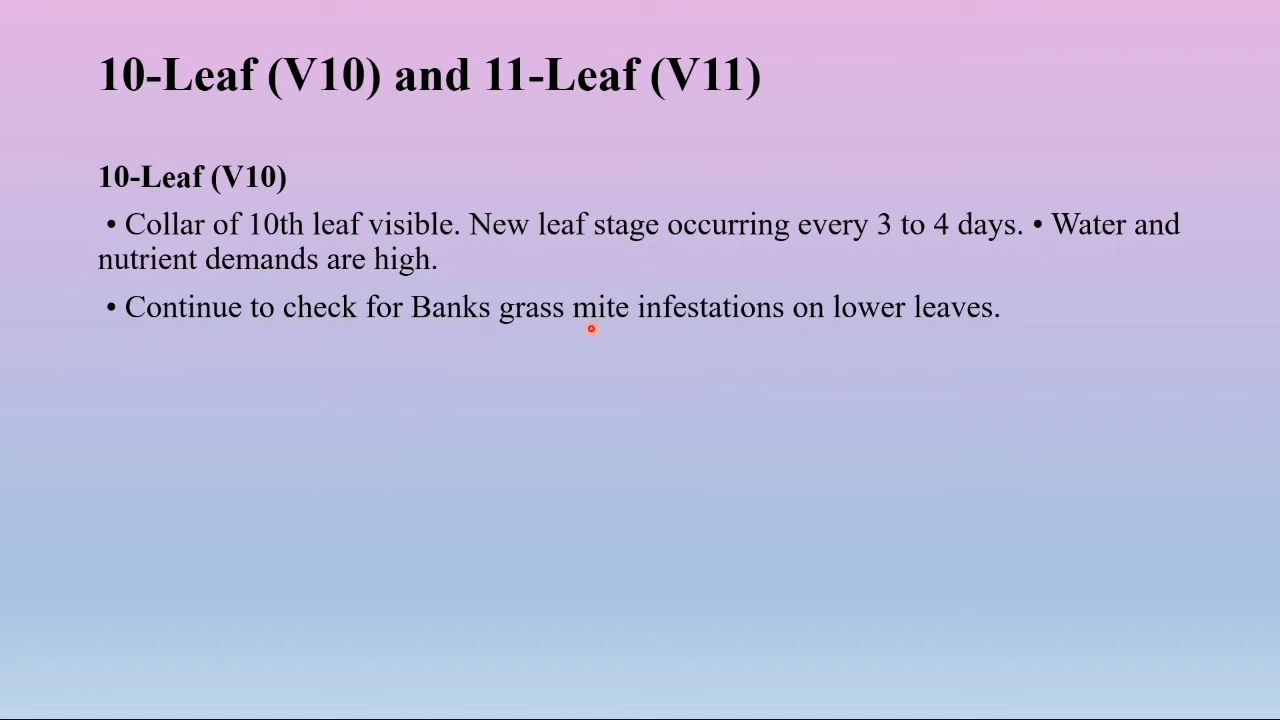 10-Leaf (V10) and 11-Leaf (V11)
10-Leaf (V10)
• Collar of 10th leaf visible. New leaf stage occurring every 3 to 4 days. • Water and
nutrient demands are high.
• Continue to check for Banks grass mite infestations on lower leaves.